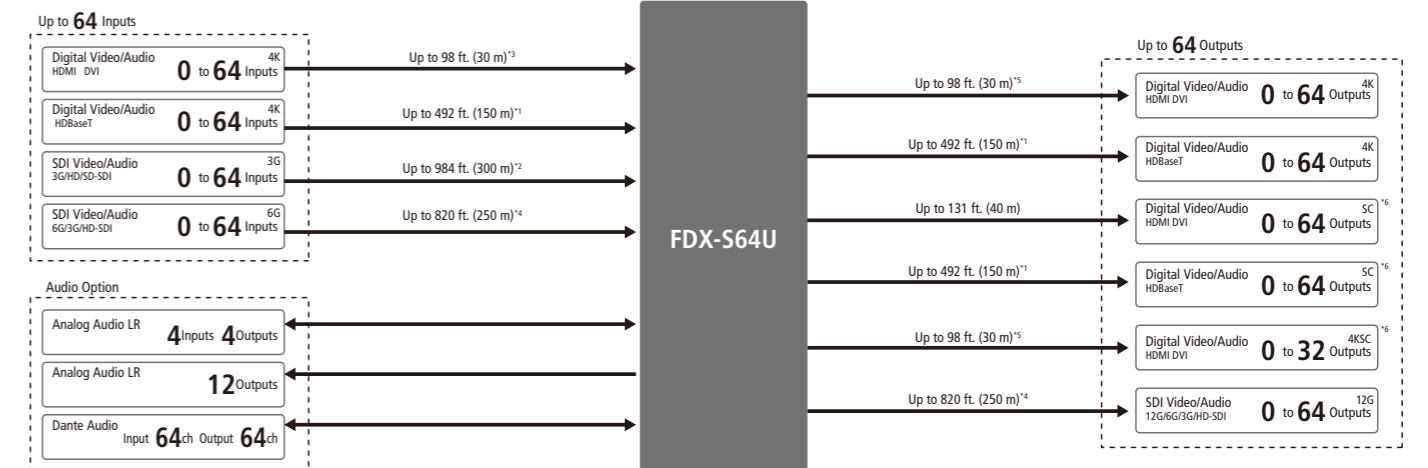 Up to 64 Inputs
Digital Video/Audio 4K
HDMI DVI 0 to 64 Inputs
Up to 98 ft. (30 m)*3
Digital Video/Audio 4K
HDBaseT 0 to 64 Inputs
Up to 492 ft. (150 m)*1
SDI Video/Audio 3G
3G/HD/SD-SDI 0 to 64 Inputs
Up to 984 ft. (300 m)*2
SDI Video/Audio 6G
6G/3G/HD-SDI 0 to 64 Inputs
Up to 820 ft. (250 m)*4
Audio Option
Analog Audio LR
4 Inputs 4 Outputs
Analog Audio LR
12 Outputs
Dante Audio
Input 64ch Output 64ch
FDX-S64U
Up to 64 Outputs
Up to 98 ft. (30 m)*5
Digital Video/Audio 4K
HDMI DVI 0 to 64 Outputs
Up to 492 ft. (150 m)*1
Digital Video/Audio 4K
HDBaseT 0 to 64 Outputs
Up to 131 ft. (40 m)
Digital Video/Audio SC *6
HDMI DVI 0 to 64 Outputs
Up to 492 ft. (150 m)*1
Digital Video/Audio SC *6
HDBaseT 0 to 64 Outputs
Up to 98 ft. (30 m)*5
Digital Video/Audio 4KSC *6
HDMI DVI 0 to 32 Outputs
Up to 820 ft. (250 m)*4
SDI Video/Audio 12G
12G/6G/3G/HD-SDI 0 to 64 Outputs